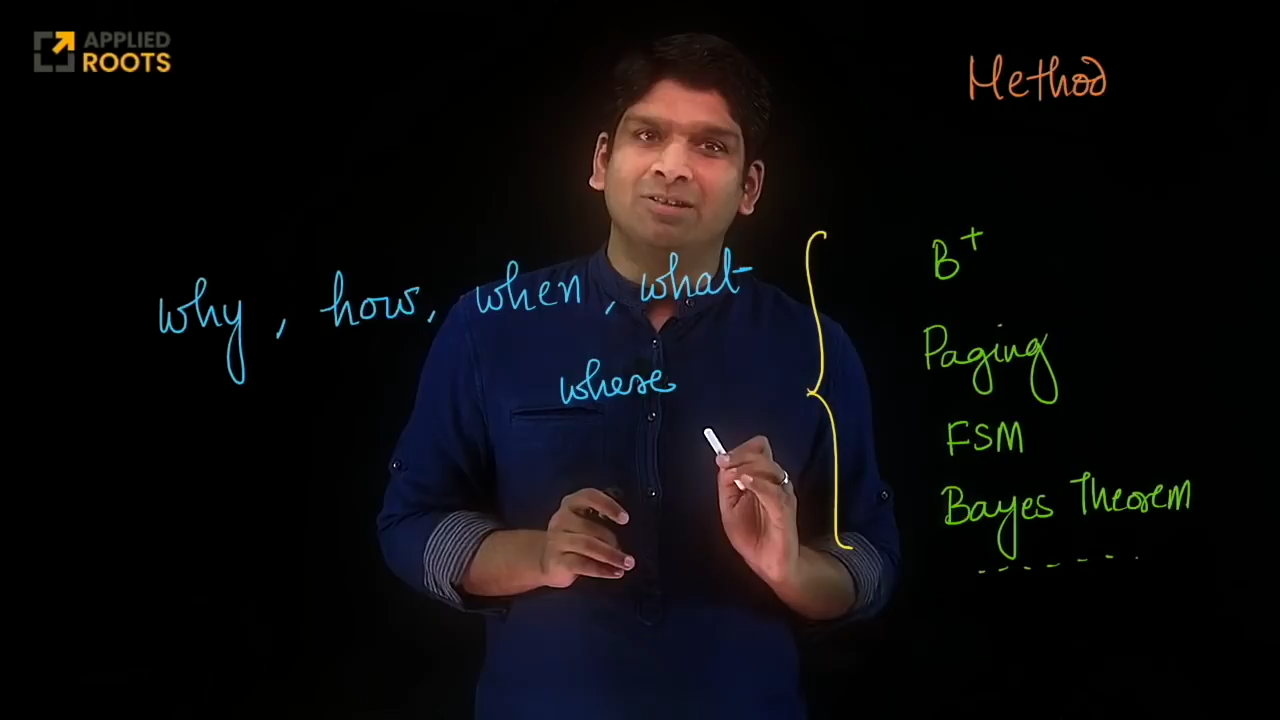 APPLIED
ROOTS
Method
why, how, when, what
where
B+
Paging
FSM
Bayes Theorem